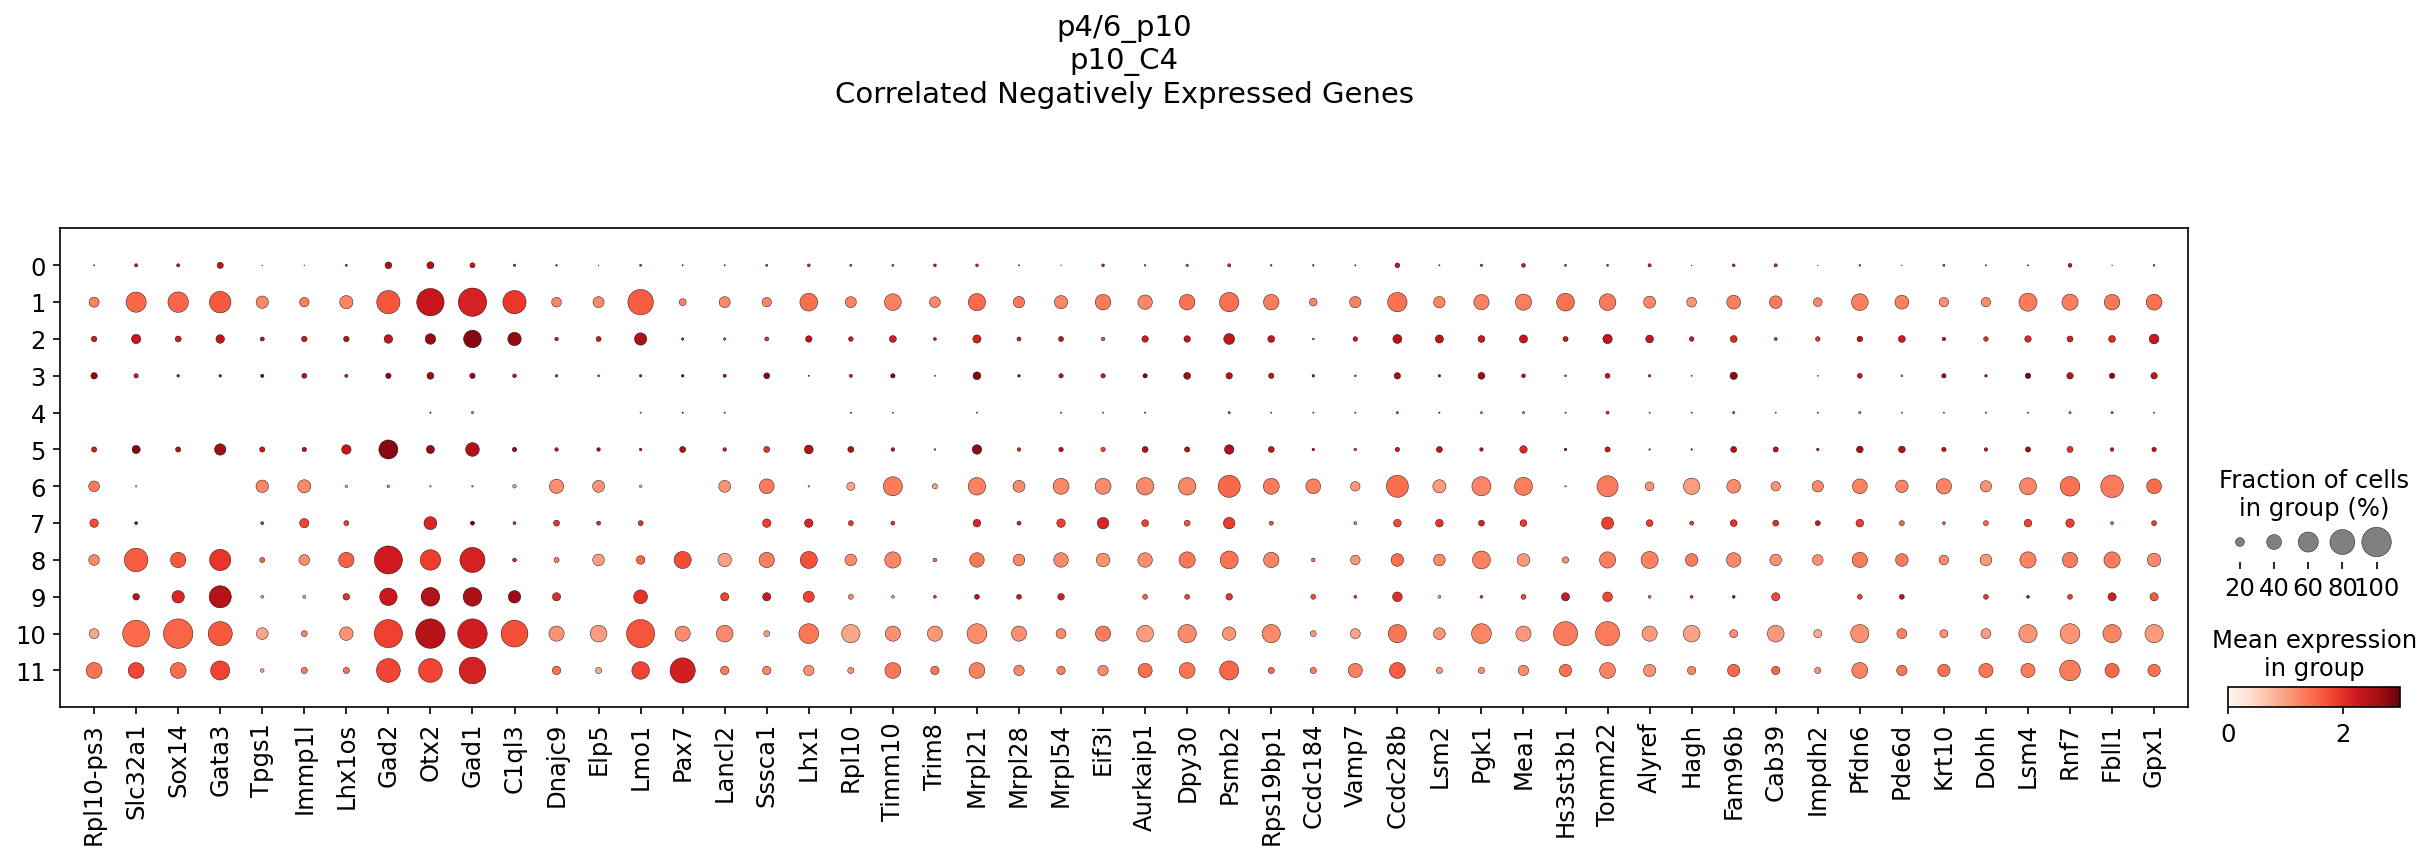 p4/6_p10
p10_C4
Correlated Negatively Expressed Genes
0
1
2
3
4
5
6
7
8
9
10
11
Rpl10-ps3
Slc32a1
Sox14
Gata3
Tpgs1
Immp1l
Lhx1os
Gad2
Otx2
Gad1
C1ql3
Dnajc9
Elp5
Lmo1
Pax7
Lancl2
Sssca1
Lhx1
Rpl10
Timm10
Trim8
Mrpl21
Mrpl28
Mrpl54
Eif3i
Aurkaip1
Dpy30
Psmb2
Rps19bp1
Ccdc184
Vamp7
Ccdc28b
Lsm2
Pgk1
Mea1
Hs3st3b1
Tomm22
Alyref
Hagh
Fam96b
Cab39
Impdh2
Pfdn6
Pde6d
Krt10
Dohh
Lsm4
Rnf7
Fbll1
Gpx1
Fraction of cells
in group (%)
20 40 60 80 100
Mean expression
in group
0 2